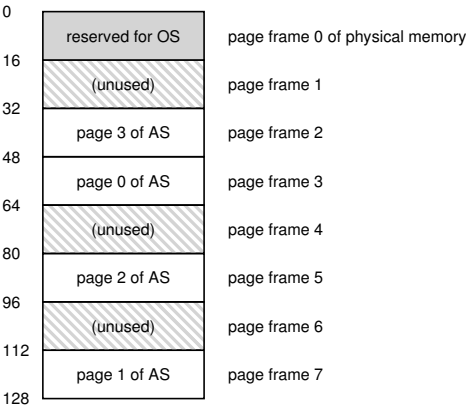 0
reserved for OS page frame 0 of physical memory
16
(unused) page frame 1
32
page 3 of AS page frame 2
48
page 0 of AS page frame 3
64
(unused) page frame 4
80
page 2 of AS page frame 5
96
(unused) page frame 6
112
page 1 of AS page frame 7
128